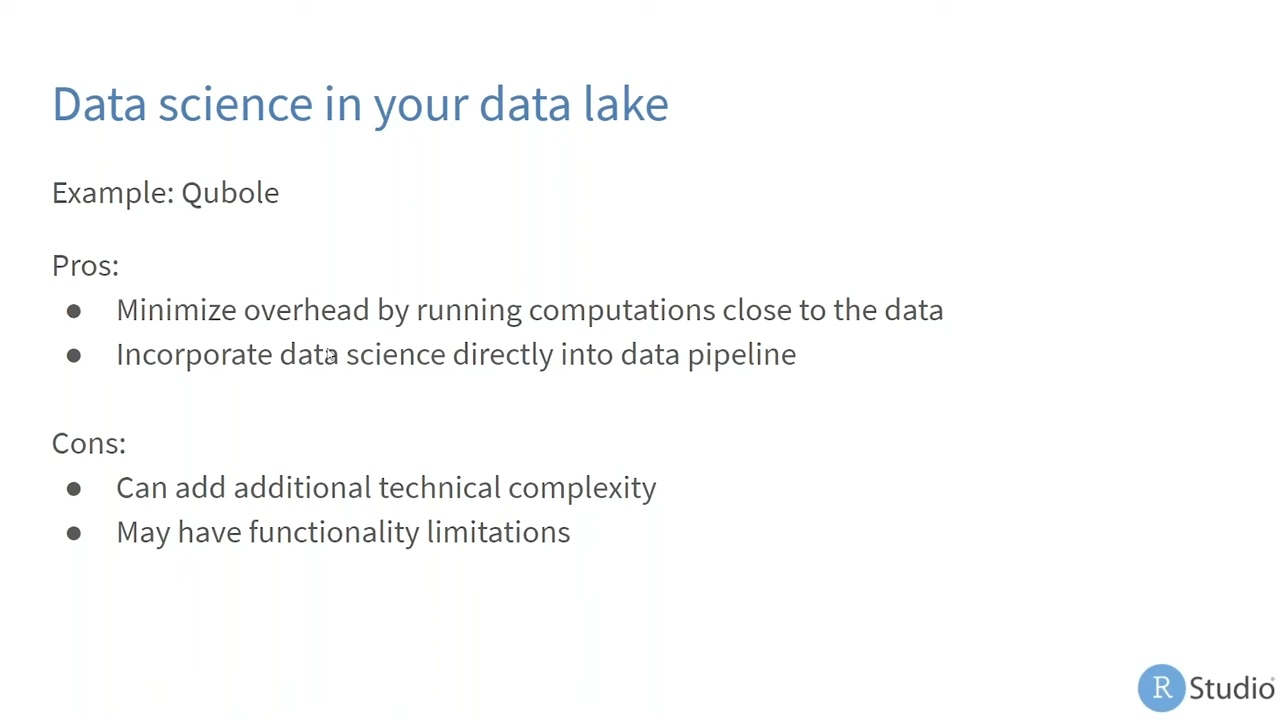 Data science in your data lake
Example: Qubole
Pros:
● Minimize overhead by running computations close to the data
● Incorporate data science directly into data pipeline
Cons:
● Can add additional technical complexity
● May have functionality limitations
R Studio